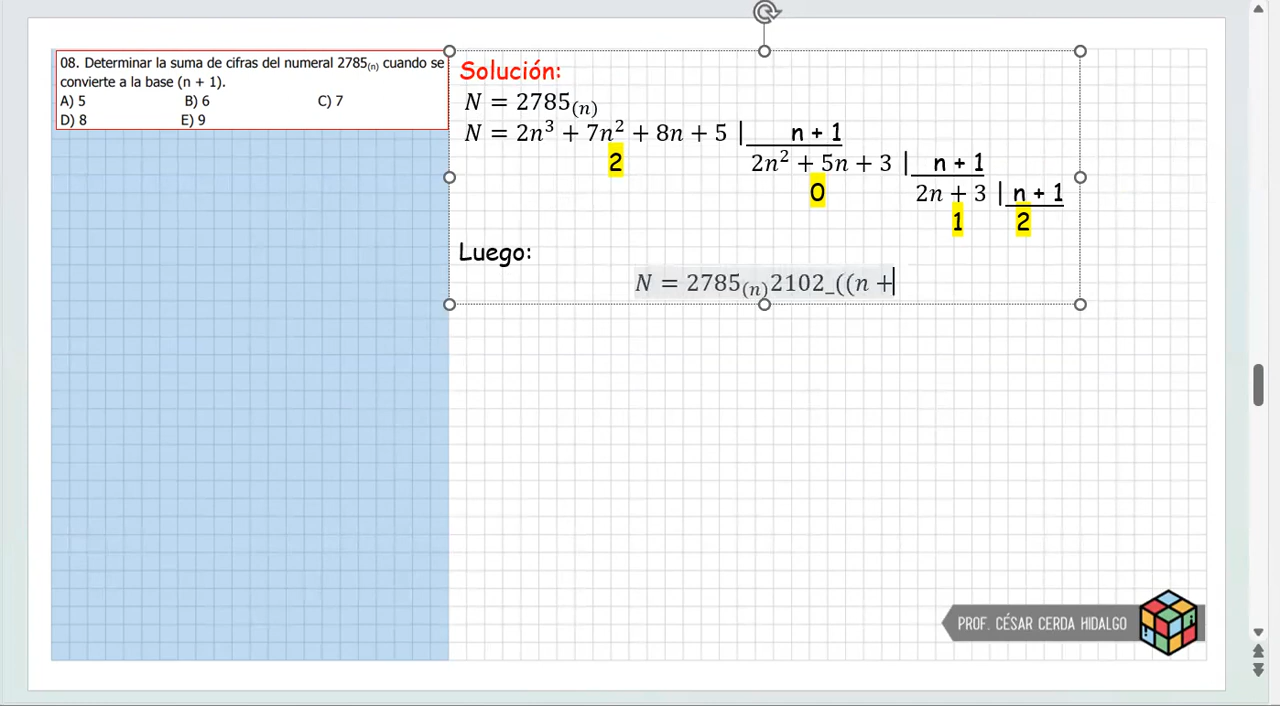 08. Determinar la suma de cifras del numeral 2785₍ₙ₎ cuando se
convierte a la base (n + 1).
A) 5 B) 6 C) 7
D) 8 E) 9
Solución:
N = 2785₍ₙ₎
N = 2n³ + 7n² + 8n + 5 | n + 1
2 2n² + 5n + 3 | n + 1
0 2n + 3 | n + 1
1 2
Luego:
N = 2785₍ₙ₎2102_((n +
PROF. CÉSAR CERDA HIDALGO